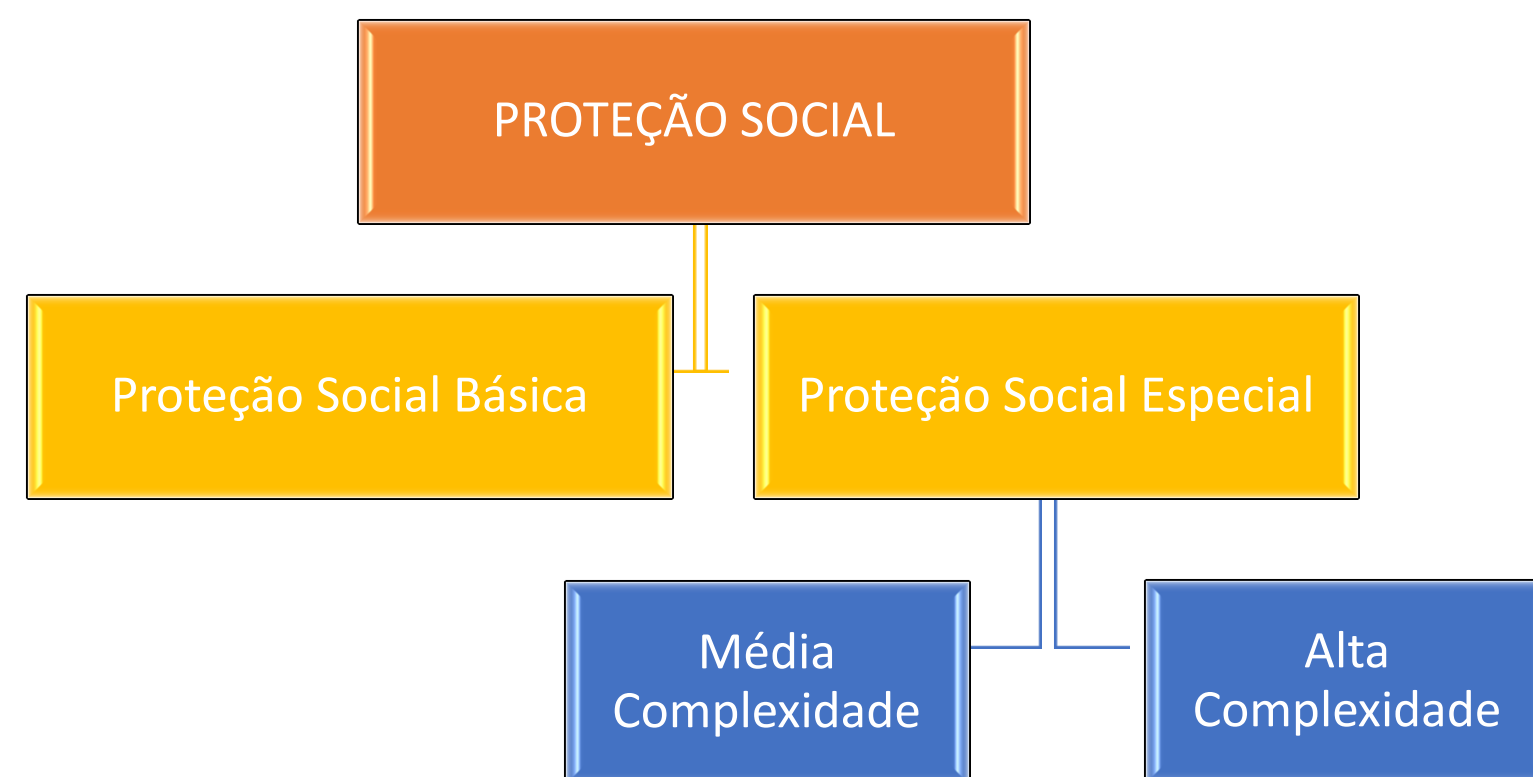 PROTEÇÃO SOCIAL
Proteção Social Básica
Proteção Social Especial
Média
Complexidade
Alta
Complexidade